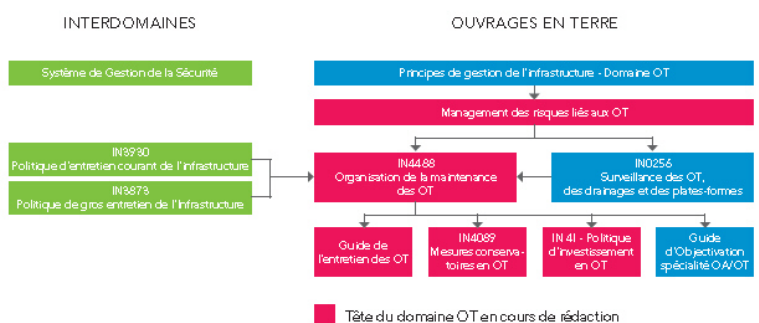 INTERDOMAINES
OUVRAGES EN TERRE
Système de Gestion de la Sécurité
Principes de gestion de l'infrastructure - Domaine OT
Management des risques liés aux OT
IN3930
Politique d'entretien courant de l'infrastructure
IN3873
Politique de gros entretien de l'Infrastructure
IN4468
Organisation de la maintenance
des OT
IN0256
Surveillance des OT,
des drainages et des plates-formes
Guide de
l'entretien des OT
IN4089
Mesures conserva-
toires en OT
IN 41 - Politique
d'investissement
en OT
Guide
d'Objectivation
spécialité OA/OT
Tête du domaine OT en cours de rédaction